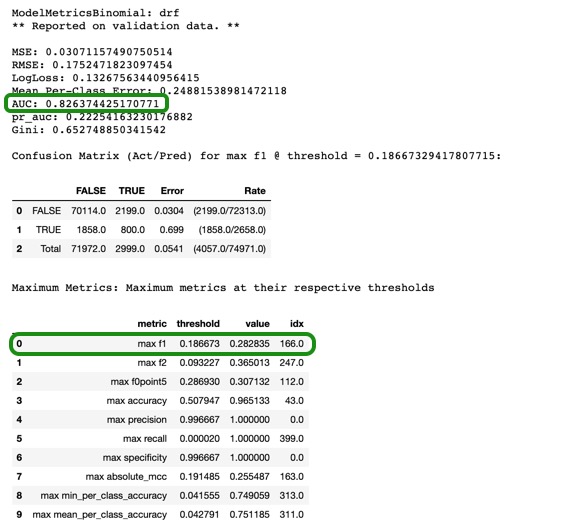 ModelMetricsBinomial: drf
** Reported on validation data. **
MSE: 0.03071157490750514
RMSE: 0.1752471823097454
LogLoss: 0.13267563440956415
Mean Per-Class Error: 0.24881538981472118
AUC: 0.826374425170771
pr_auc: 0.22254163230176882
Gini: 0.652748850341542
Confusion Matrix (Act/Pred) for max f1 @ threshold = 0.18667329417807715:
FALSE TRUE Error Rate
0 FALSE 70114.0 2199.0 0.0304 (2199.0/72313.0)
1 TRUE 1858.0 800.0 0.699 (1858.0/2658.0)
2 Total 71972.0 2999.0 0.0541 (4057.0/74971.0)
Maximum Metrics: Maximum metrics at their respective thresholds
metric threshold value idx
0 max f1 0.186673 0.282835 166.0
1 max f2 0.093227 0.365013 247.0
2 max f0point5 0.286930 0.307132 112.0
3 max accuracy 0.507947 0.965133 43.0
4 max precision 0.996667 1.000000 0.0
5 max recall 0.000020 1.000000 399.0
6 max specificity 0.996667 1.000000 0.0
7 max absolute_mcc 0.191485 0.255487 163.0
8 max min_per_class_accuracy 0.041555 0.749059 313.0
9 max mean_per_class_accuracy 0.042791 0.751185 311.0